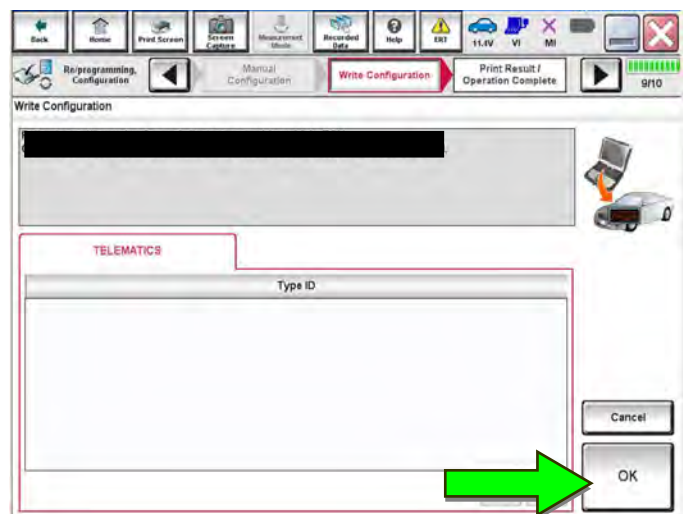 Back
Home
Print Screen
Screen
Capture
Measurement
Mode
Recorded
Data
Help
ERT
11.4V
VI
MI
Re/programming,
Configuration
Manual
Configuration
Write Configuration
Print Result /
Operation Complete
9/10
Write Configuration
TELEMATICS
Type ID
Cancel
OK